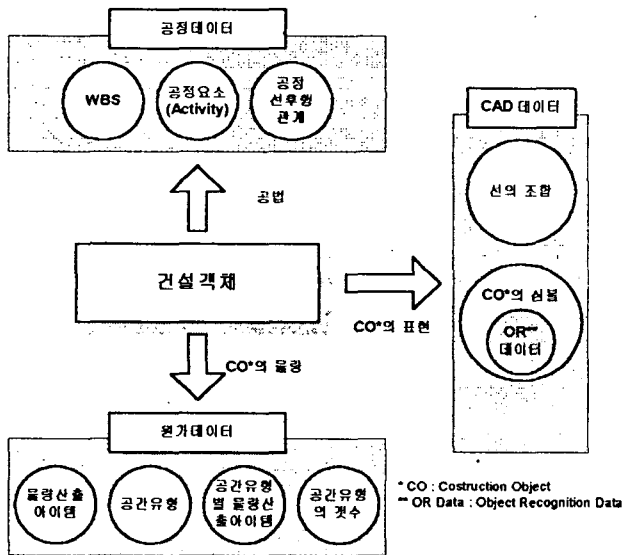 공정데이터
WBS
공정요소
(Activity)
공정
선후행
관계
CAD 데이터
선의 조합
CO*의 심볼
OR**
데이터
공법
건설객체
CO*의 표현
CO*의 물량
원가데이터
물량산출
아이템
공간유형
공간유형
별 물량산
출아이템
공간유형
의 갯수
* CO : Costruction Object
** OR Data : Object Recognition Data